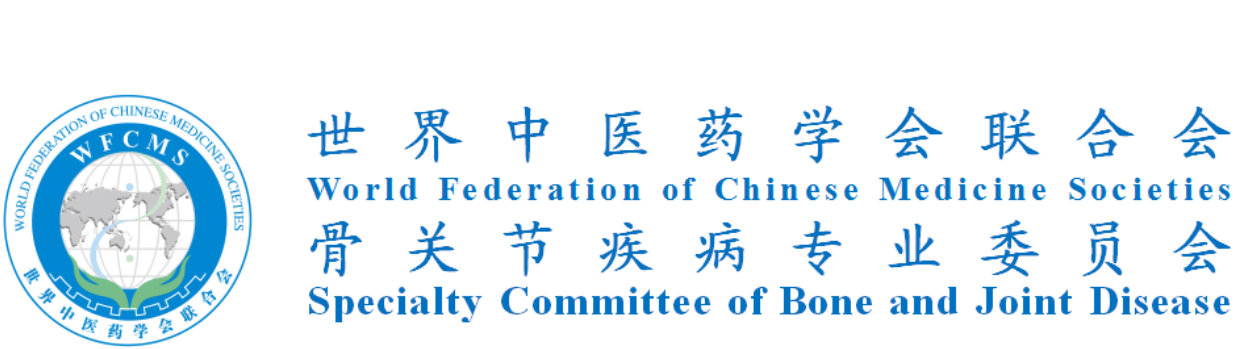 WORLD FEDERATION OF CHINESE MEDICINE SOCIETIES
WFCMS
世界中医药学会联合会
世界中医药学会联合会
World Federation of Chinese Medicine Societies
骨关节疾病专业委员会
Specialty Committee of Bone and Joint Disease